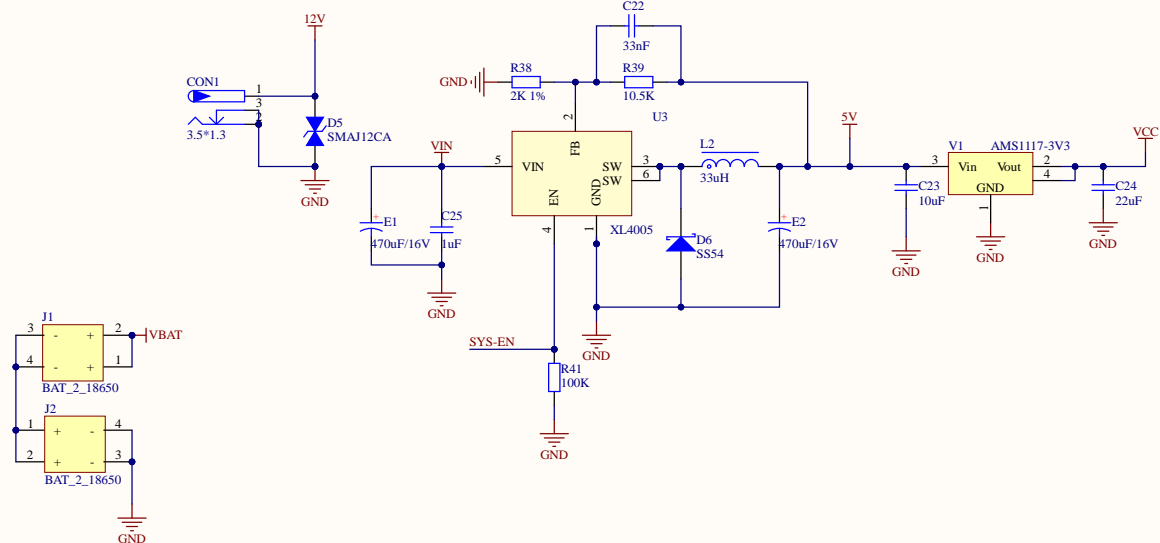 C22
33nF
12V
CON1
1
3
2
3.5*1.3
D5
SMAJ12CA
GND
GND
R38
2K 1%
R39
10.5K
U3
2
FB
VIN
5
VIN
SW
3
SW
6
EN
GND
4
1
XL4005
L2
33uH
5V
V1
AMS1117-3V3
VCC
3
Vin
Vout
2
4
GND
1
C23
10uF
C24
22uF
GND
GND
GND
E1
470uF/16V
C25
1uF
GND
D6
SS54
E2
470uF/16V
GND
SYS-EN
R41
100K
GND
J1
3
-
+
2
VBAT
4
-
+
1
BAT_2_18650
J2
1
+
-
4
2
+
-
3
BAT_2_18650
GND